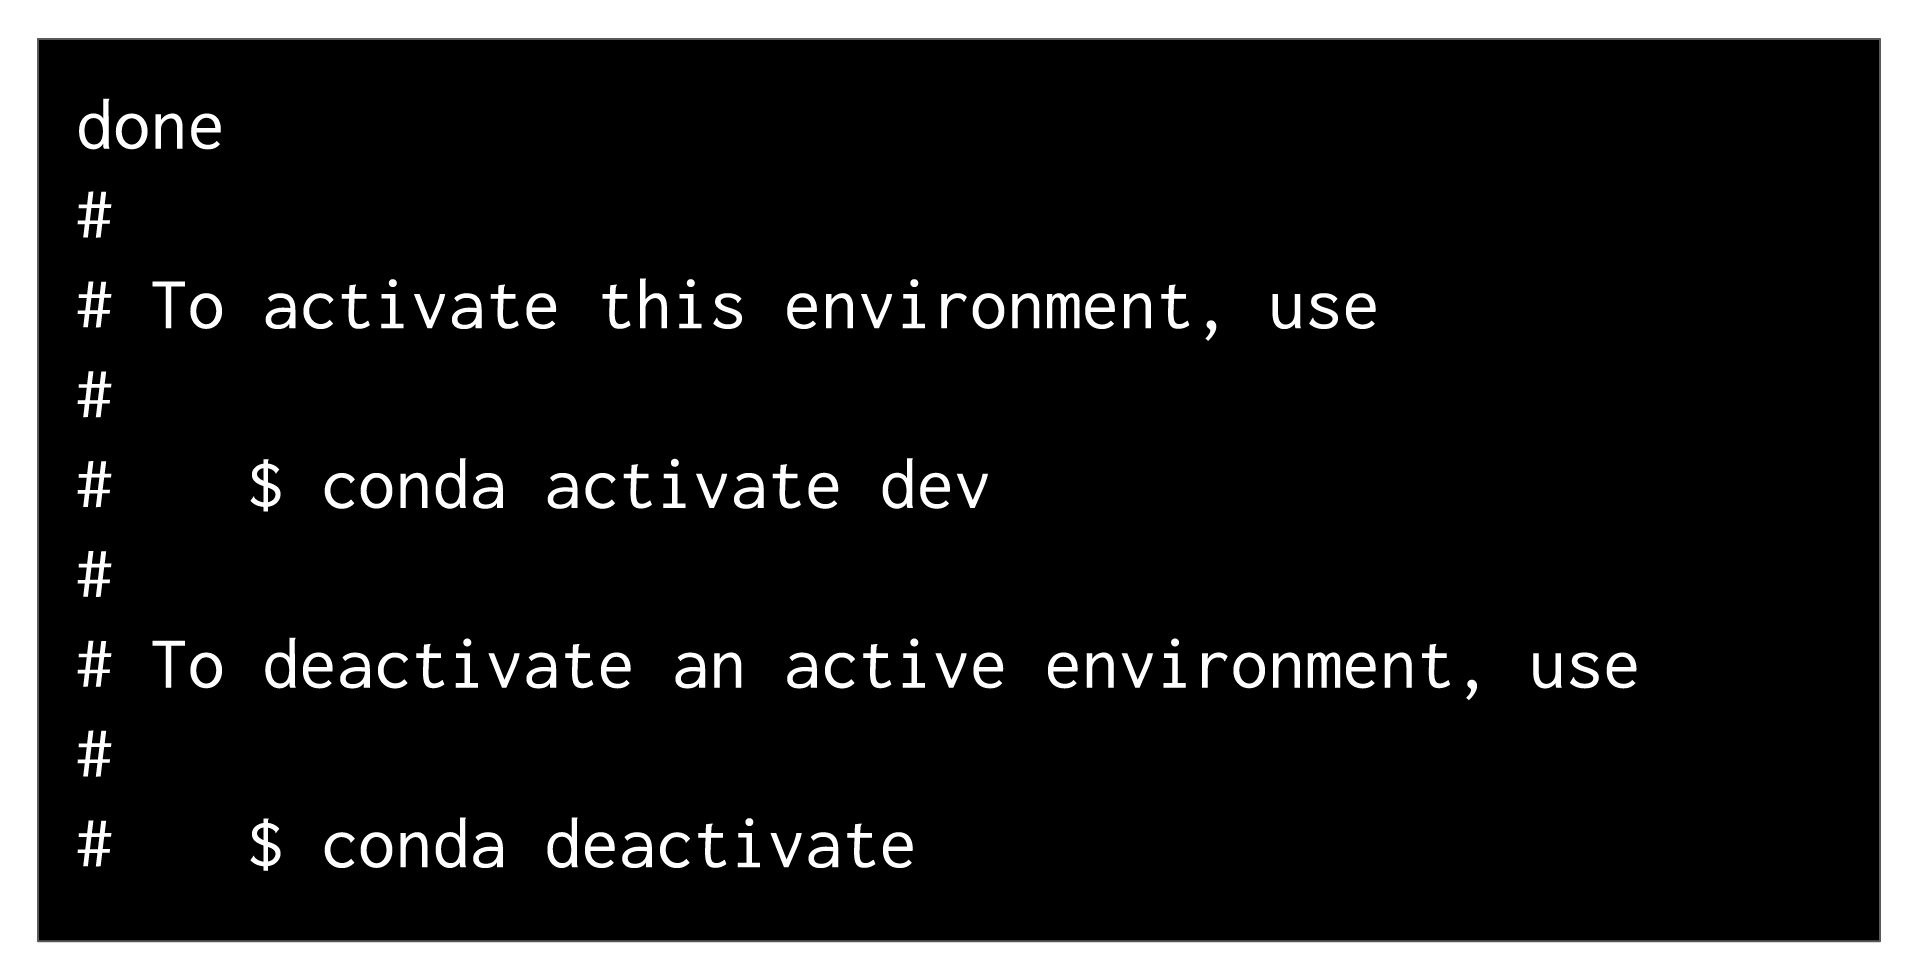 done
#
# To activate this environment, use
#
#    $ conda activate dev
#
# To deactivate an active environment, use
#
#    $ conda deactivate